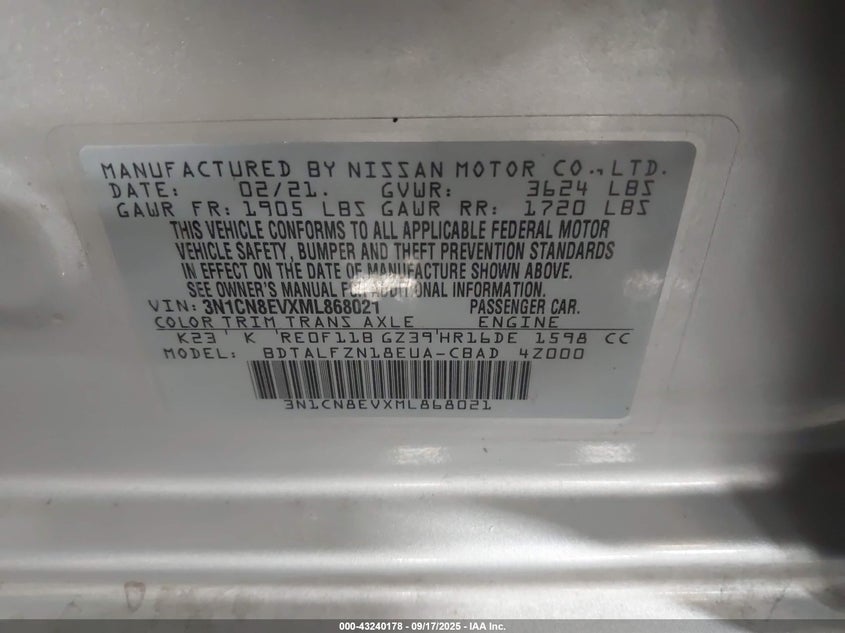 MANUFACTURED BY NISSAN MOTOR CO., LTD.
DATE: 02/21. GVWR: 3624 LBS
GAWR FR: 1905 LBS GAWR RR: 1720 LBS
THIS VEHICLE CONFORMS TO ALL APPLICABLE FEDERAL MOTOR
VEHICLE SAFETY, BUMPER AND THEFT PREVENTION STANDARDS
IN EFFECT ON THE DATE OF MANUFACTURE SHOWN ABOVE.
SEE OWNER'S MANUAL FOR ADDITIONAL INFORMATION.
VIN: 3N1CN8EVXML868021 PASSENGER CAR.
COLOR TRIM TRANS AXLE ENGINE
K23 K RE0F11B GZ39 HR16DE 1598 CC
MODEL: BDTALFZN18EUA-CBAD 4Z000
3N1CN8EVXML868021
000-43240178 - 09/17/2025 - IAA Inc.